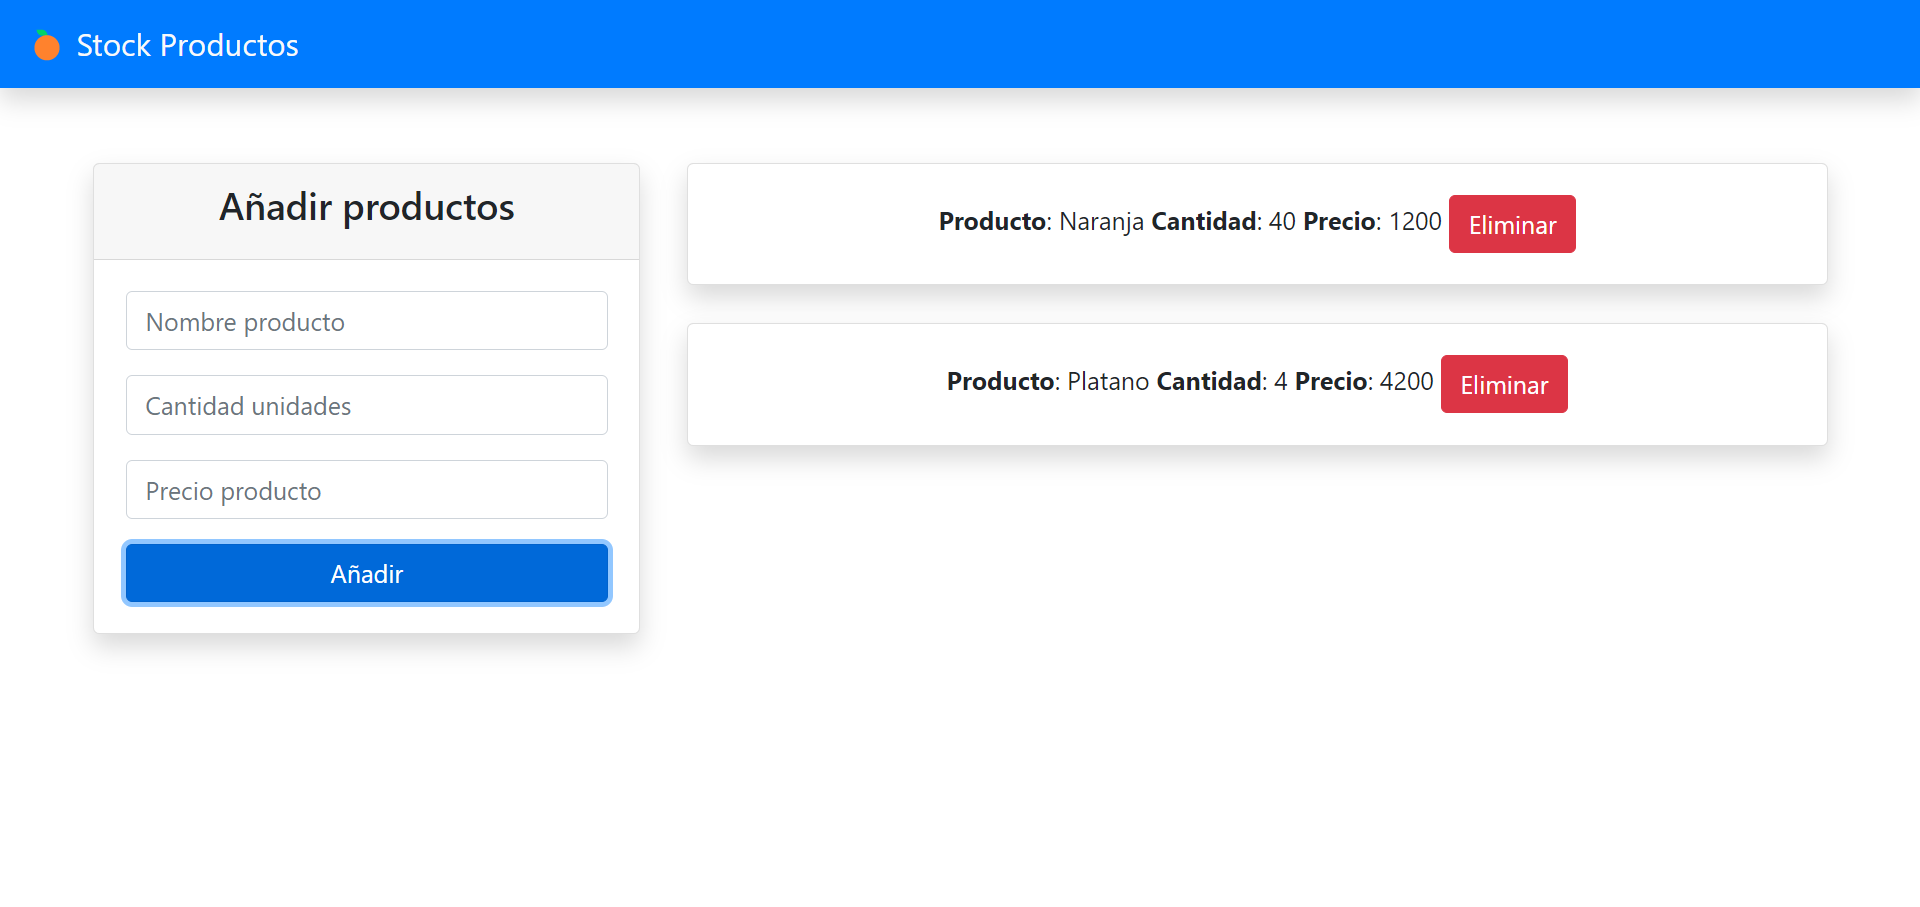 Stock Productos
Añadir productos
Nombre producto
Cantidad unidades
Precio producto
Añadir
Producto: Naranja Cantidad: 40 Precio: 1200 Eliminar
Producto: Platano Cantidad: 4 Precio: 4200 Eliminar